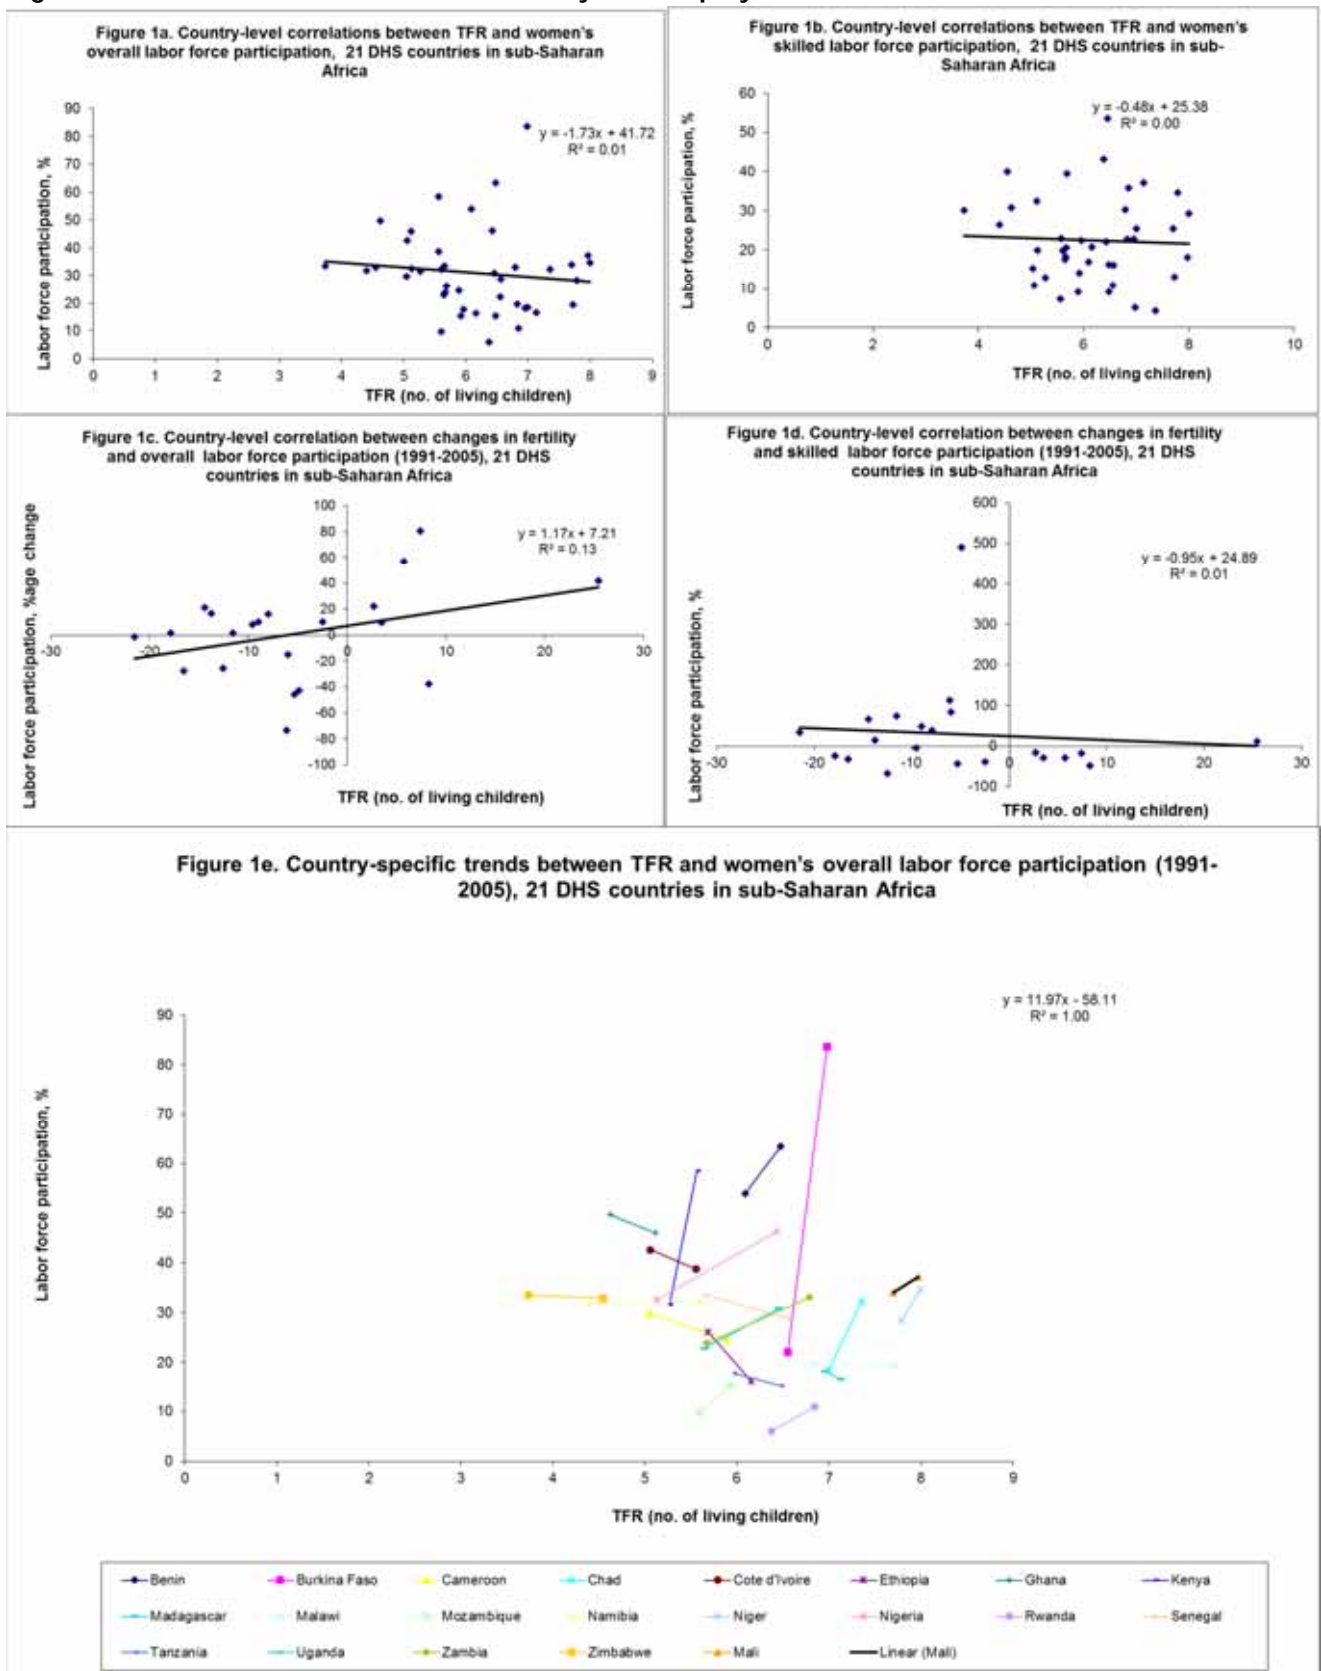 Figure 1a. Country-level correlations between TFR and women's
overall labor force participation, 21 DHS countries in sub-Saharan
Africa
90
80
70
60
50
40
30
20
10
0
Labor force participation, %
y = -1.73x + 41.72
R² = 0.01
0 1 2 3 4 5 6 7 8 9
TFR (no. of living children)
Figure 1b. Country-level correlations between TFR and women's
skilled labor force participation, 21 DHS countries in sub-
Saharan Africa
60
50
40
30
20
10
0
Labor force participation, %
y = -0.48x + 25.38
R² = 0.00
0 2 4 6 8 10
TFR (no. of living children)
Figure 1c. Country-level correlation between changes in fertility
and overall labor force participation (1991-2005), 21 DHS
countries in sub-Saharan Africa
Labor force participation, %age change
100
80
60
40
20
0
-20
-40
-60
-80
-100
y = 1.17x + 7.21
R² = 0.13
-30 -20 -10 0 10 20 30
TFR (no. of living children)
Figure 1d. Country-level correlation between changes in fertility
and skilled labor force participation (1991-2005), 21 DHS
countries in sub-Saharan Africa
Labor force participation, %
600
500
400
300
200
100
0
-100
y = -0.95x + 24.89
R² = 0.01
-30 -20 -10 0 10 20 30
TFR (no. of living children)
Figure 1e. Country-specific trends between TFR and women's overall labor force participation (1991-
2005), 21 DHS countries in sub-Saharan Africa
y = 11.97x - 58.11
R² = 1.00
Labor force participation, %
90
80
70
60
50
40
30
20
10
0
0 1 2 3 4 5 6 7 8 9
TFR (no. of living children)
Benin Burkina Faso Cameroon Chad Cote d'Ivoire Ethiopia Ghana Kenya
Madagascar Malawi Mozambique Namibia Niger Nigeria Rwanda Senegal
Tanzania Uganda Zambia Zimbabwe Mali Linear (Mali)